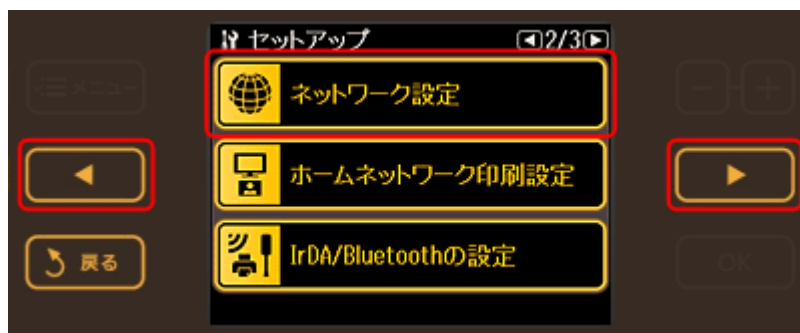 セットアップ ◀2/3▶
メニュー
ネットワーク設定
- +
◀
ホームネットワーク印刷設定
▶
戻る
IrDA/Bluetoothの設定
OK